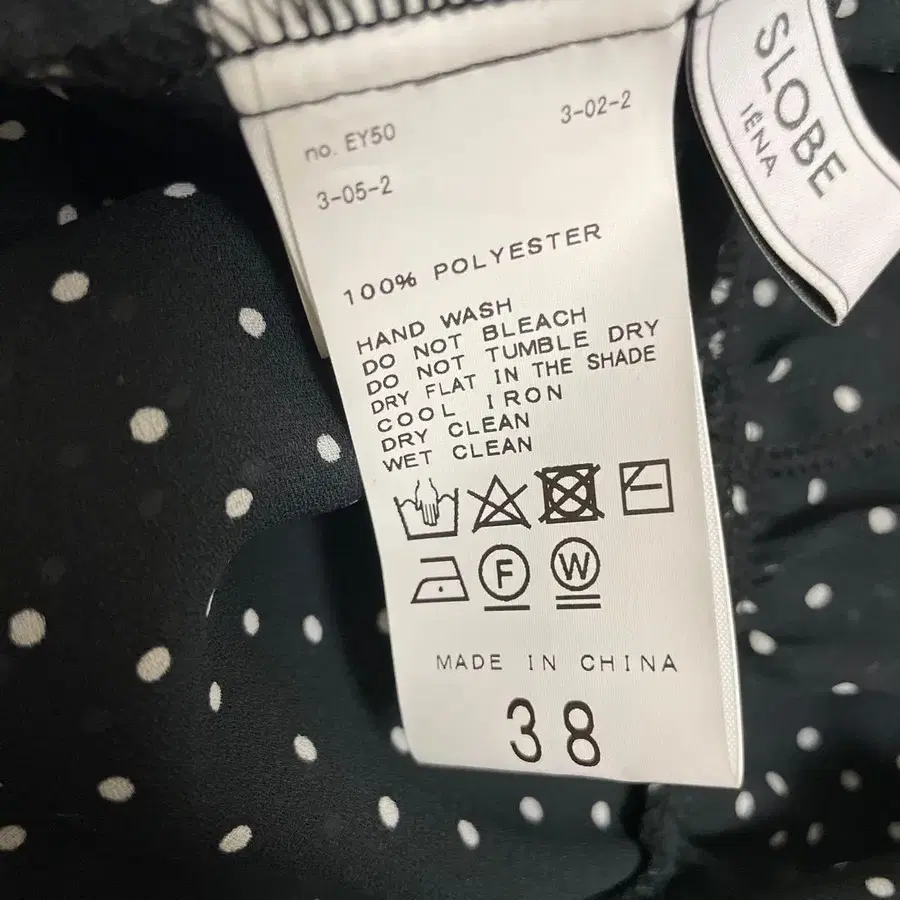 no. EY50
3-02-2
3-05-2
100% POLYESTER
HAND WASH
DO NOT BLEACH
DO NOT TUMBLE DRY
DRY FLAT IN THE SHADE
COOL IRON
DRY CLEAN
WET CLEAN
F
W
MADE IN CHINA
38
SLOBE
IÉNA